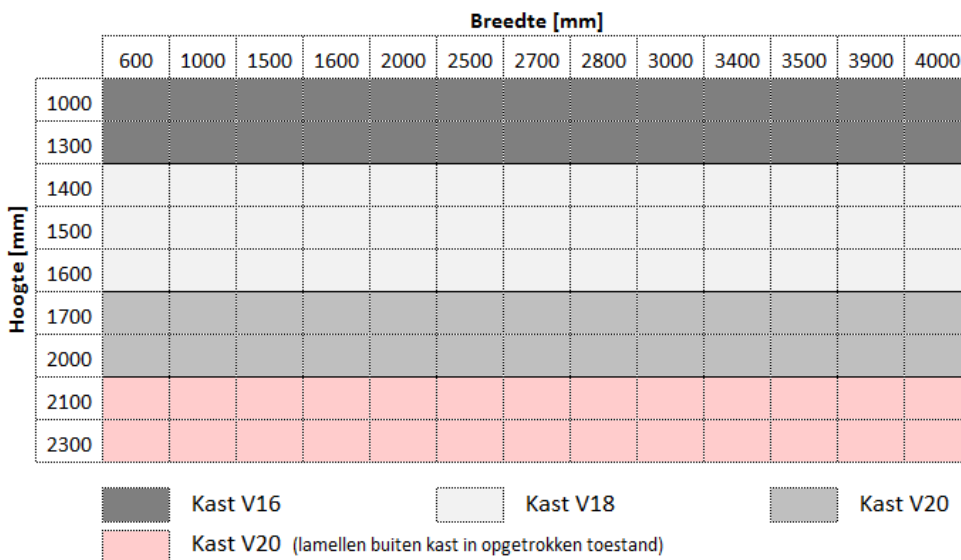 Breedte [mm]
600 1000 1500 1600 2000 2500 2700 2800 3000 3400 3500 3900 4000
Hoogte [mm]
1000
1300
1400
1500
1600
1700
2000
2100
2300
Kast V16 Kast V18 Kast V20
Kast V20 (lamellen buiten kast in opgetrokken toestand)